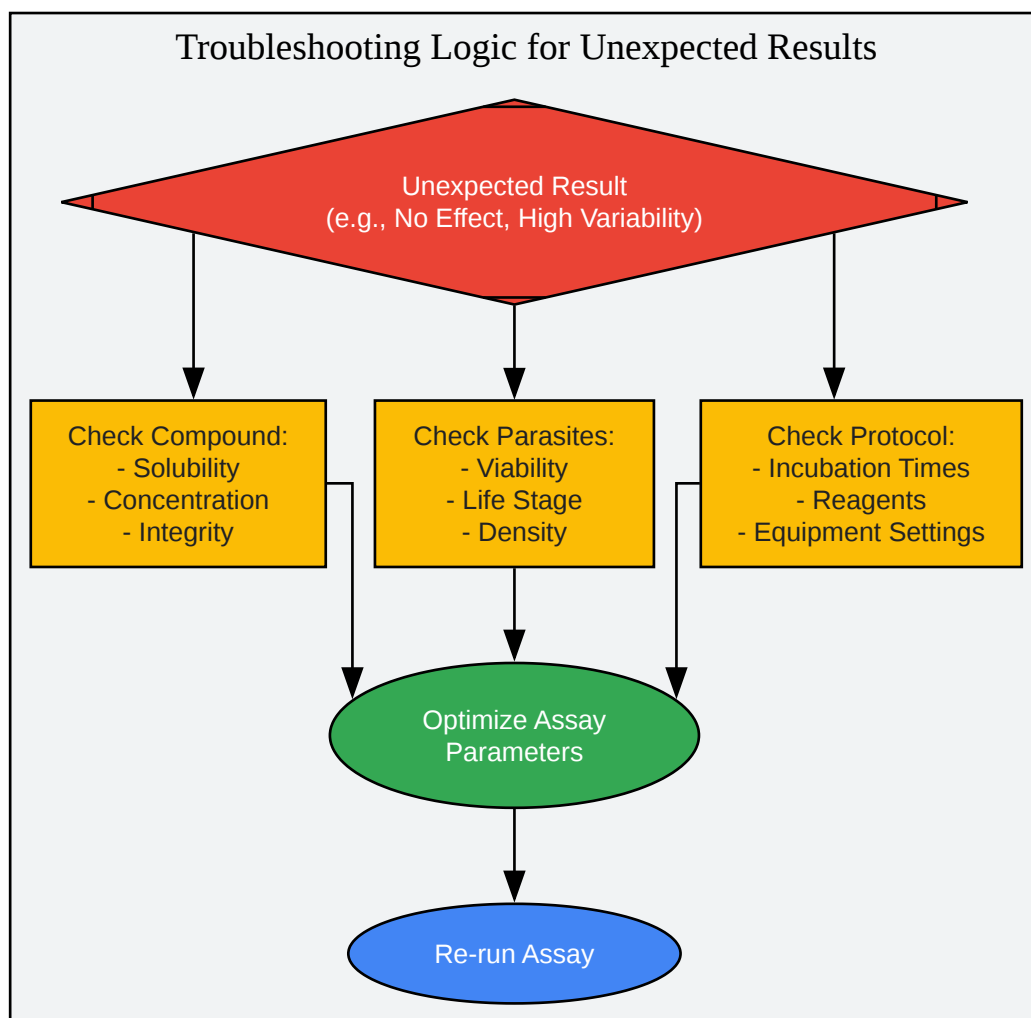 Troubleshooting Logic for Unexpected Results
Unexpected Result
(e.g., No Effect, High Variability)
Check Compound:
- Solubility
- Concentration
- Integrity
Check Parasites:
- Viability
- Life Stage
- Density
Check Protocol:
- Incubation Times
- Reagents
- Equipment Settings
Optimize Assay
Parameters
Re-run Assay